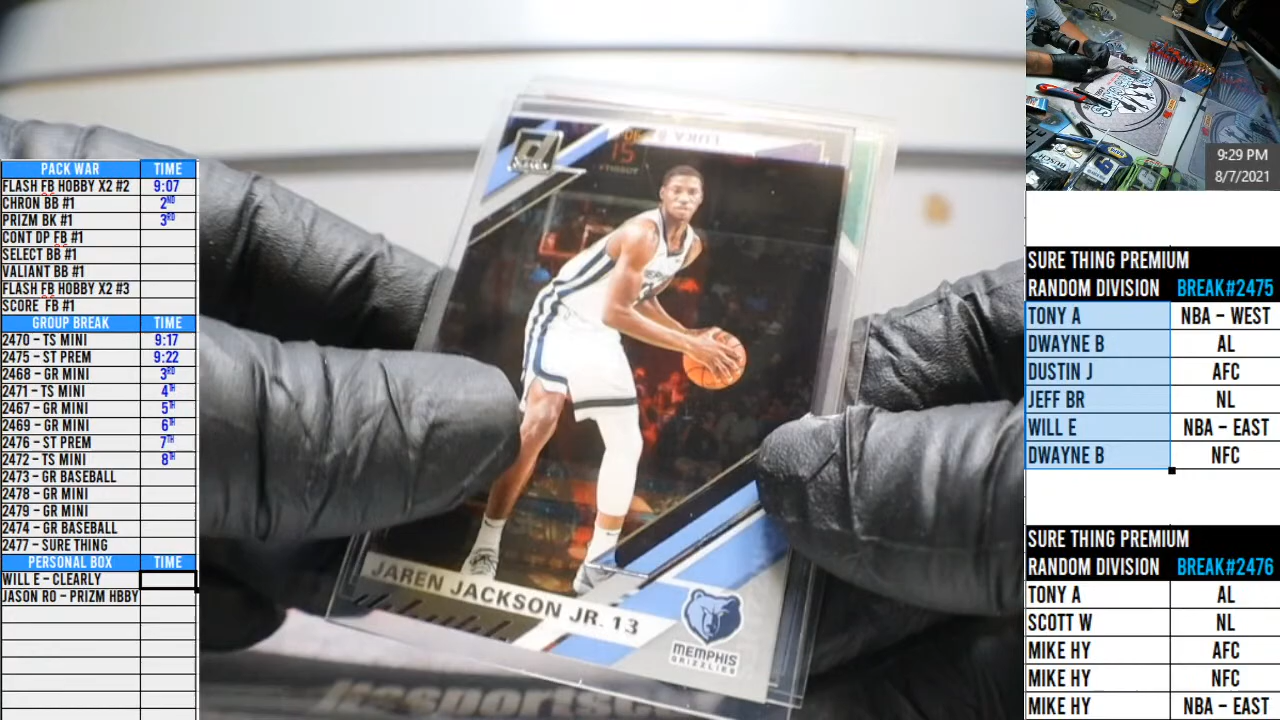 PACK WAR TIME
FLASH FB HOBBY X2 #2 9:07
CHRON BB #1 2ND
PRIZM BK #1 3RD
CONT DP FB #1
SELECT BB #1
VALIANT BB #1
FLASH FB HOBBY X2 #3
SCORE FB #1
GROUP BREAK TIME
2470 – TS MINI 9:17
2475 – ST PREM 9:22
2468 – GR MINI 3RD
2471 – TS MINI 4TH
2467 – GR MINI 5TH
2469 – GR MINI 6TH
2476 – ST PREM 7TH
2472 – TS MINI 8TH
2473 – GR BASEBALL
2478 – GR MINI
2479 – GR MINI
2474 – GR BASEBALL
2477 – SURE THING
PERSONAL BOX TIME
WILL E – CLEARLY
JASON RO – PRIZM HBBY
JAREN JACKSON JR. 13
MEMPHIS
GRIZZLIES
9:29 PM
8/7/2021
SURE THING PREMIUM
RANDOM DIVISION BREAK#2475
TONY A NBA – WEST
DWAYNE B AL
DUSTIN J AFC
JEFF BR NL
WILL E NBA – EAST
DWAYNE B NFC
SURE THING PREMIUM
RANDOM DIVISION BREAK#2476
TONY A AL
SCOTT W NL
MIKE HY AFC
MIKE HY NFC
MIKE HY NBA – EAST